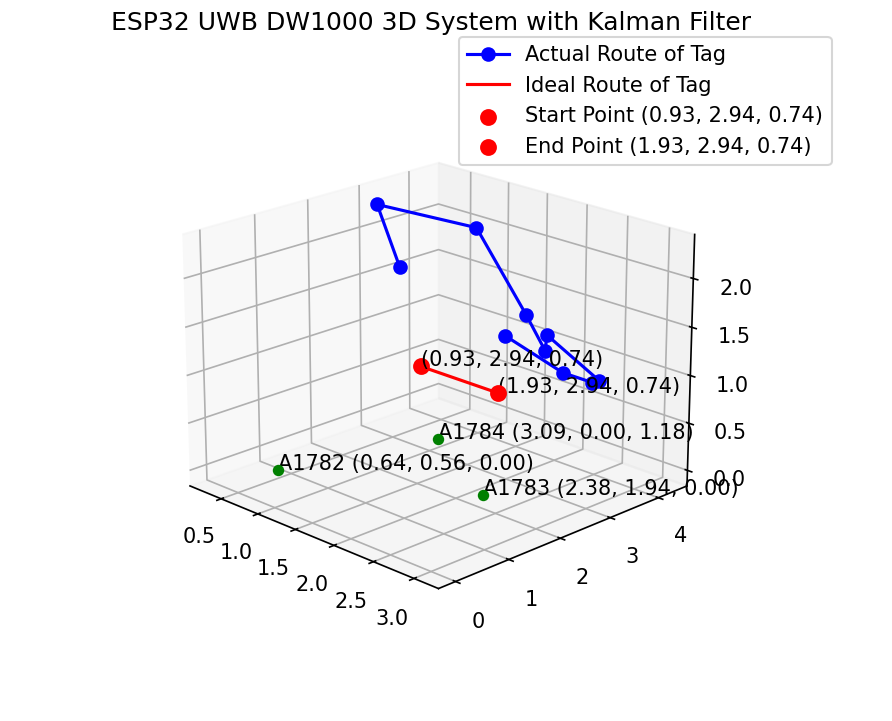 ESP32 UWB DW1000 3D System with Kalman Filter
Actual Route of Tag
Ideal Route of Tag
Start Point (0.93, 2.94, 0.74)
End Point (1.93, 2.94, 0.74)
2.0
1.5
(0.93, 2.94, 0.74)
(1.93, 2.94, 0.74)
1.0
A1784 (3.09, 0.00, 1.18)
0.5
A1782 (0.64, 0.56, 0.00)
0.0
A1783 (2.38, 1.94, 0.00)
0.5
1.0
1.5
2.0
2.5
3.0
0
1
2
3
4